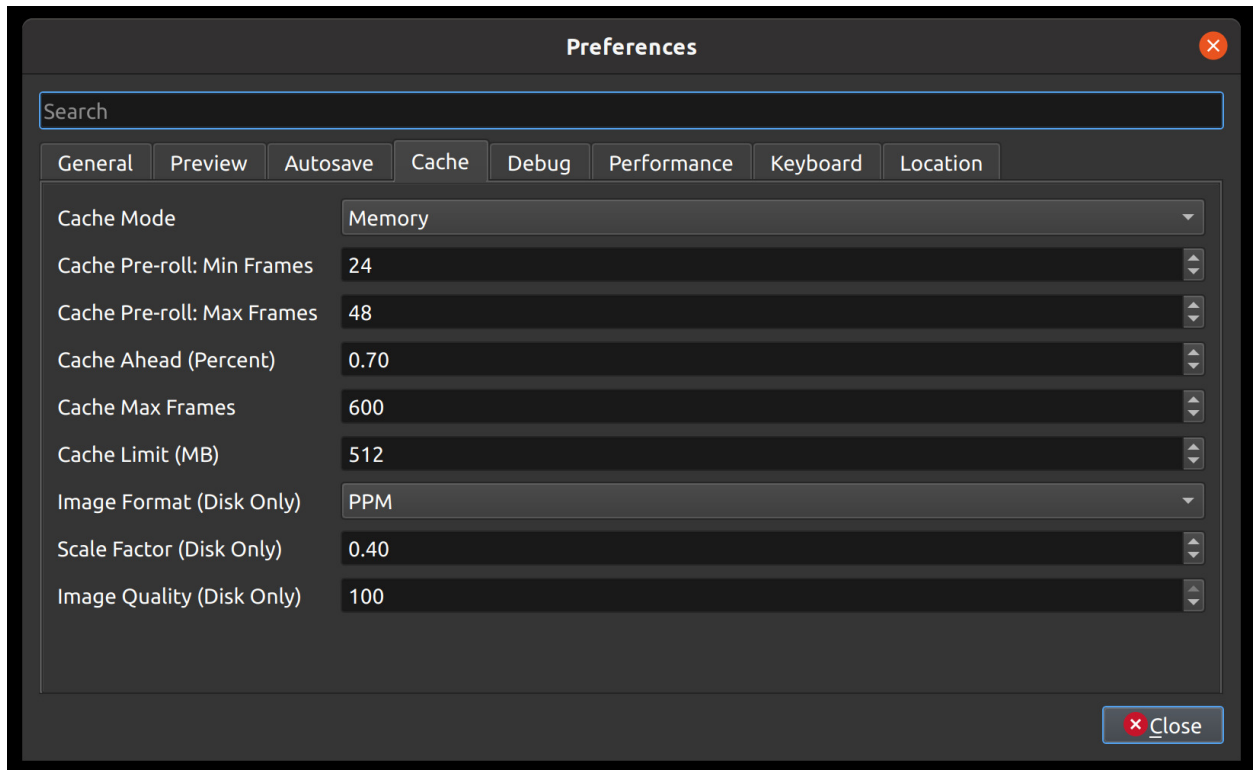 Preferences
Search
General Preview Autosave Cache Debug Performance Keyboard Location
Cache Mode Memory
Cache Pre-roll: Min Frames 24
Cache Pre-roll: Max Frames 48
Cache Ahead (Percent) 0.70
Cache Max Frames 600
Cache Limit (MB) 512
Image Format (Disk Only) PPM
Scale Factor (Disk Only) 0.40
Image Quality (Disk Only) 100
Close